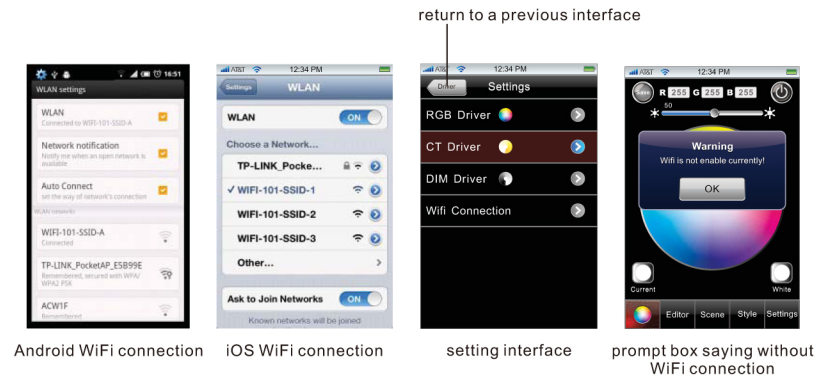 return to a previous interface
16:51
WLAN settings
WLAN
Connected to WIFI-101-SSID-A
Network notification
Notify me when an open network is
available
Auto Connect
set the way of network's connection
WLAN networks
WIFI-101-SSID-A
Connected
TP-LINK_PocketAP_E5B99E
Remembered, secured with WPA/
WPA2 PSK
ACW1F
Remembered
Android WiFi connection
AT&T 12:34 PM
Settings WLAN
WLAN ON
Choose a Network...
TP-LINK_Pocke...
✓ WIFI-101-SSID-1
WIFI-101-SSID-2
WIFI-101-SSID-3
Other...
Ask to Join Networks ON
Known networks will be joined
iOS WiFi connection
AT&T 12:34 PM
Driver Settings
RGB Driver
CT Driver
DIM Driver
Wifi Connection
setting interface
AT&T 12:34 PM
Save R 255 G 255 B 255
50
Warning
Wifi is not enable currently!
OK
Current White
Editor Scene Style Settings
prompt box saying without
WiFi connection